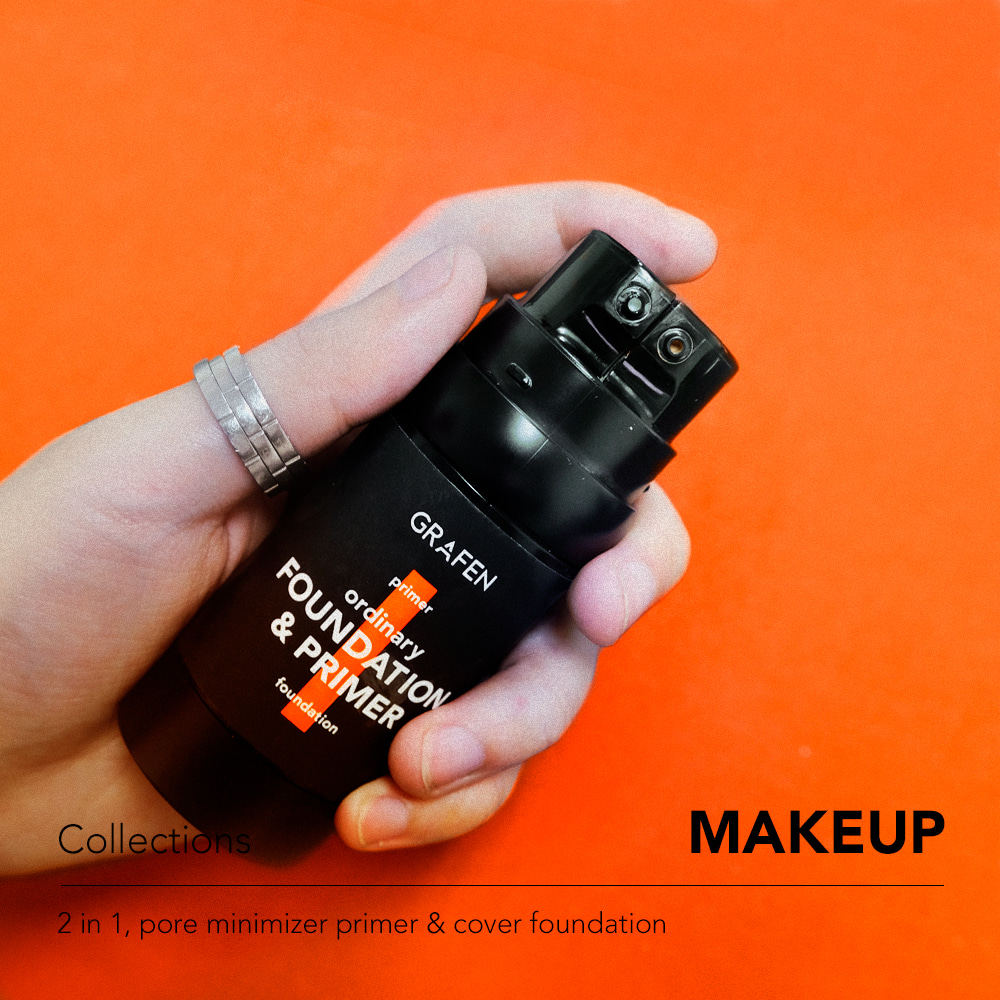 GRAFEN
primer
ordinary
FOUNDATION
& PRIMER
foundation
Collections
MAKEUP
2 in 1, pore minimizer primer & cover foundation